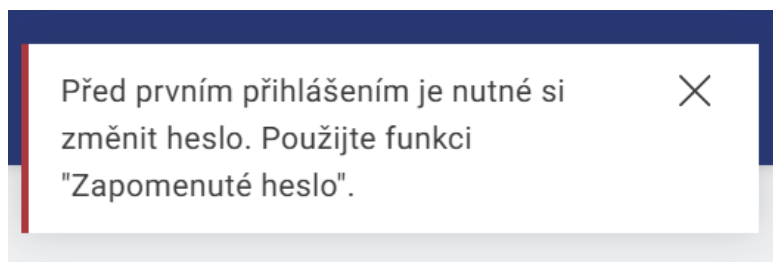 Před prvním přihlášením je nutné si
změnit heslo. Použijte funkci
"Zapomenuté heslo".